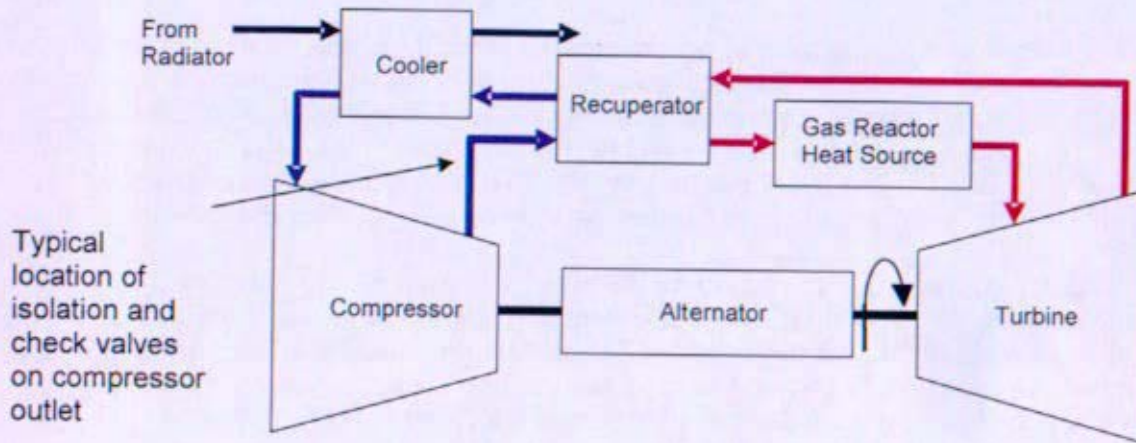 From
Radiator
Cooler
Recuperator
Gas Reactor
Heat Source
Typical
location of
isolation and
check valves
on compressor
outlet
Compressor
Alternator
Turbine